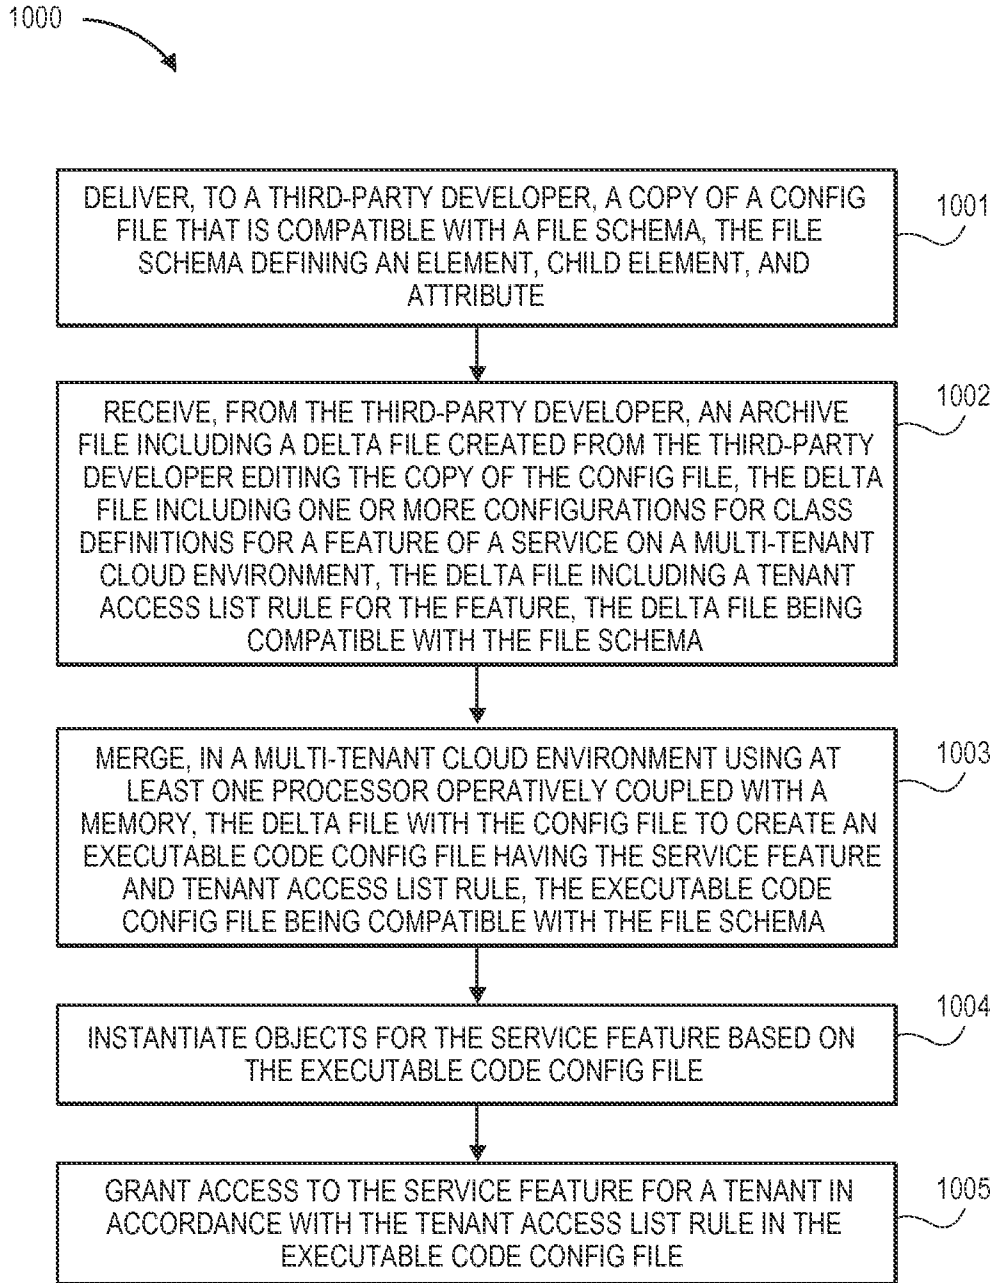 1000
DELIVER, TO A THIRD-PARTY DEVELOPER, A COPY OF A CONFIG
FILE THAT IS COMPATIBLE WITH A FILE SCHEMA, THE FILE
SCHEMA DEFINING AN ELEMENT, CHILD ELEMENT, AND
ATTRIBUTE
1001
RECEIVE, FROM THE THIRD-PARTY DEVELOPER, AN ARCHIVE
FILE INCLUDING A DELTA FILE CREATED FROM THE THIRD-PARTY
DEVELOPER EDITING THE COPY OF THE CONFIG FILE, THE DELTA
FILE INCLUDING ONE OR MORE CONFIGURATIONS FOR CLASS
DEFINITIONS FOR A FEATURE OF A SERVICE ON A MULTI-TENANT
CLOUD ENVIRONMENT, THE DELTA FILE INCLUDING A TENANT
ACCESS LIST RULE FOR THE FEATURE, THE DELTA FILE BEING
COMPATIBLE WITH THE FILE SCHEMA
1002
MERGE, IN A MULTI-TENANT CLOUD ENVIRONMENT USING AT
LEAST ONE PROCESSOR OPERATIVELY COUPLED WITH A
MEMORY, THE DELTA FILE WITH THE CONFIG FILE TO CREATE AN
EXECUTABLE CODE CONFIG FILE HAVING THE SERVICE FEATURE
AND TENANT ACCESS LIST RULE, THE EXECUTABLE CODE
CONFIG FILE BEING COMPATIBLE WITH THE FILE SCHEMA
1003
INSTANTIATE OBJECTS FOR THE SERVICE FEATURE BASED ON
THE EXECUTABLE CODE CONFIG FILE
1004
GRANT ACCESS TO THE SERVICE FEATURE FOR A TENANT IN
ACCORDANCE WITH THE TENANT ACCESS LIST RULE IN THE
EXECUTABLE CODE CONFIG FILE
1005